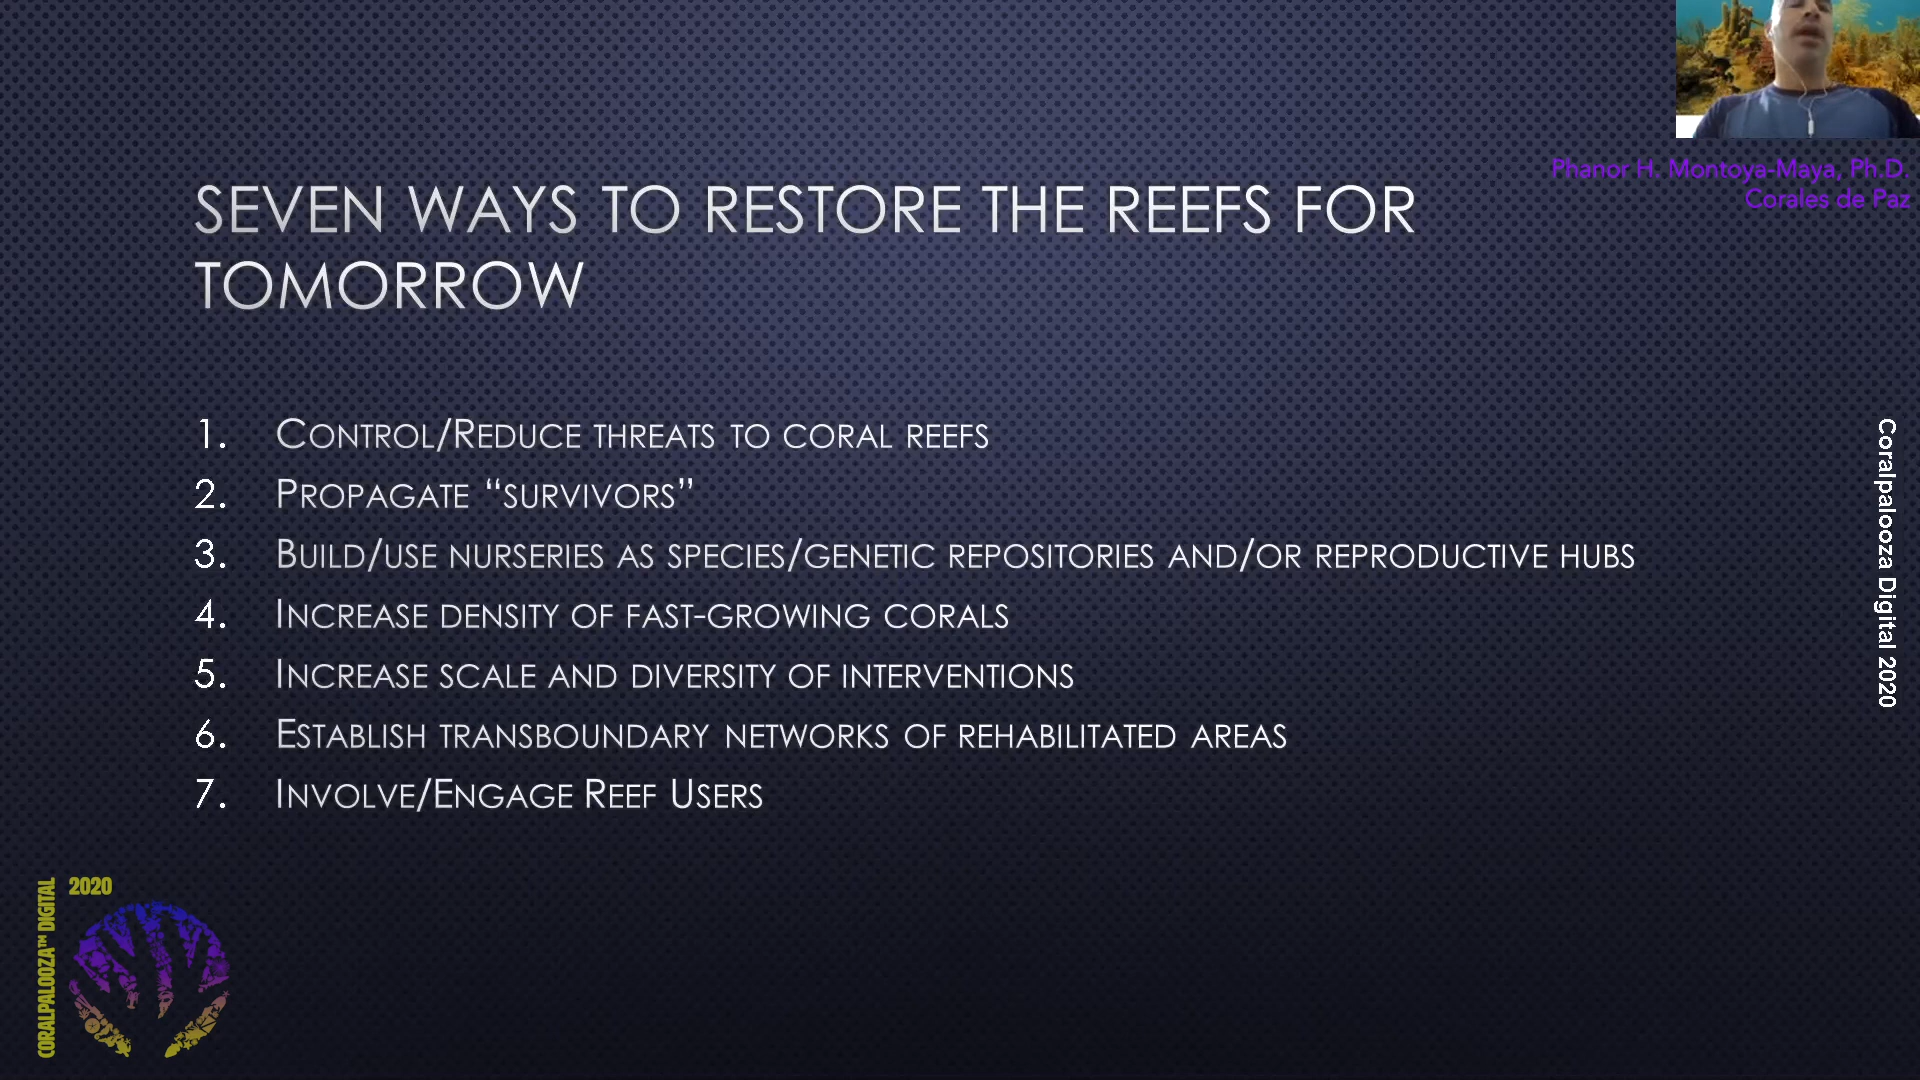 SEVEN WAYS TO RESTORE THE REEFS FOR
TOMORROW
Phanor H. Montoya-Maya, Ph.D.
Corales de Paz
1. CONTROL/REDUCE THREATS TO CORAL REEFS
2. PROPAGATE “SURVIVORS”
3. BUILD/USE NURSERIES AS SPECIES/GENETIC REPOSITORIES AND/OR REPRODUCTIVE HUBS
4. INCREASE DENSITY OF FAST-GROWING CORALS
5. INCREASE SCALE AND DIVERSITY OF INTERVENTIONS
6. ESTABLISH TRANSBOUNDARY NETWORKS OF REHABILITATED AREAS
7. INVOLVE/ENGAGE REEF USERS
Coralpalooza Digital 2020
CORALPALOOZA™ DIGITAL
2020